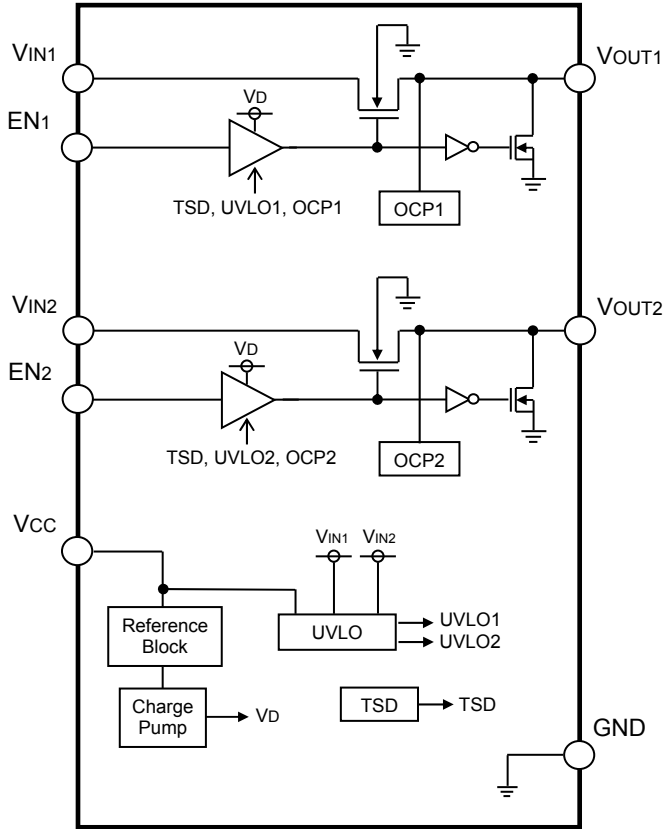 VIN1
VOUT1
EN1
VD
TSD, UVLO1, OCP1
OCP1
VIN2
VOUT2
EN2
VD
TSD, UVLO2, OCP2
OCP2
VCC
VIN1
VIN2
Reference
Block
UVLO
UVLO1
UVLO2
Charge
Pump
VD
TSD
TSD
GND